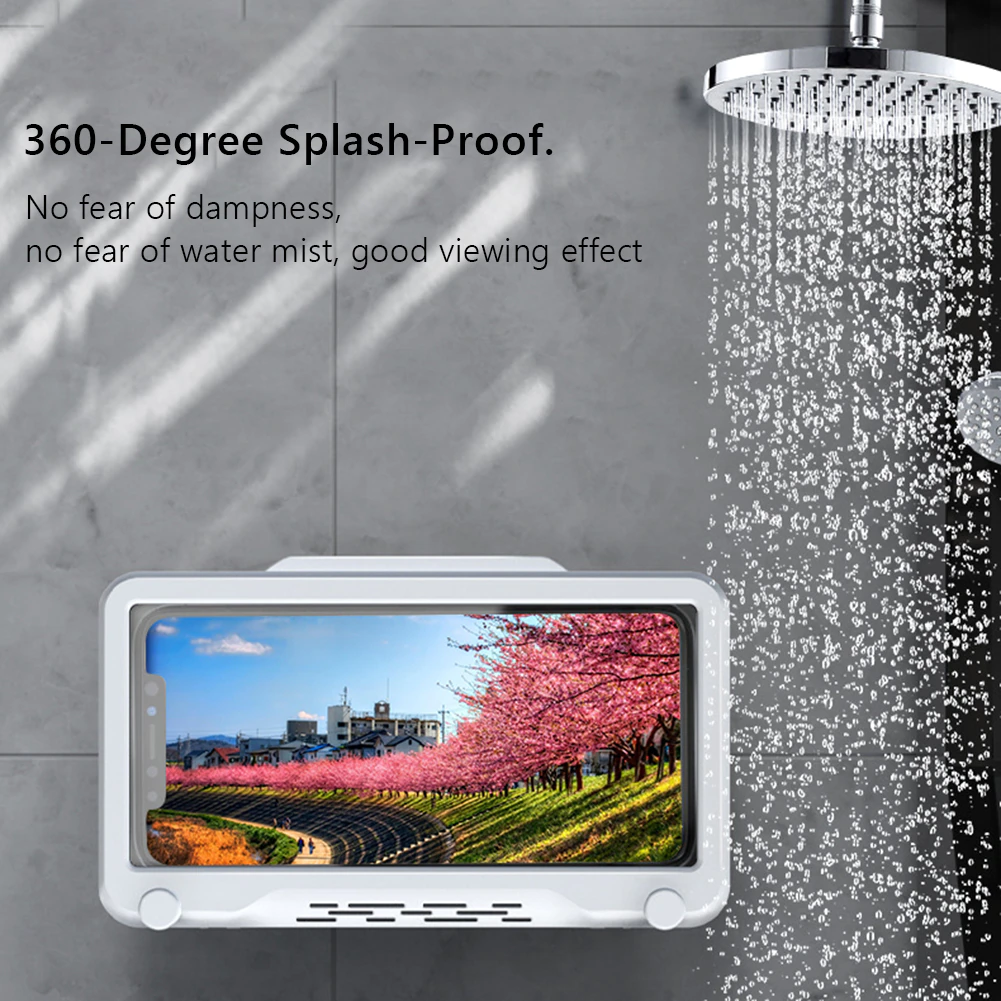 360-Degree Splash-Proof.
No fear of dampness,
no fear of water mist, good viewing effect